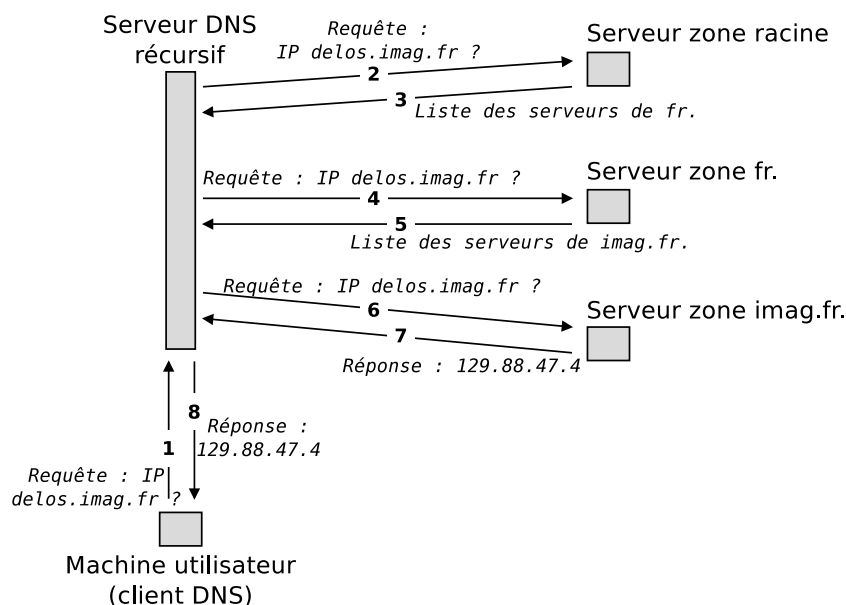 Serveur DNS
récursif
Requête :
IP delos.imag.fr ?
2
Serveur zone racine
3
Liste des serveurs de fr.
Requête : IP delos.imag.fr ?
4
Serveur zone fr.
5
Liste des serveurs de imag.fr.
Requête : IP delos.imag.fr ?
6
Serveur zone imag.fr.
7
Réponse : 129.88.47.4
8
Réponse :
129.88.47.4
1
Requête : IP
delos.imag.fr ?
Machine utilisateur
(client DNS)